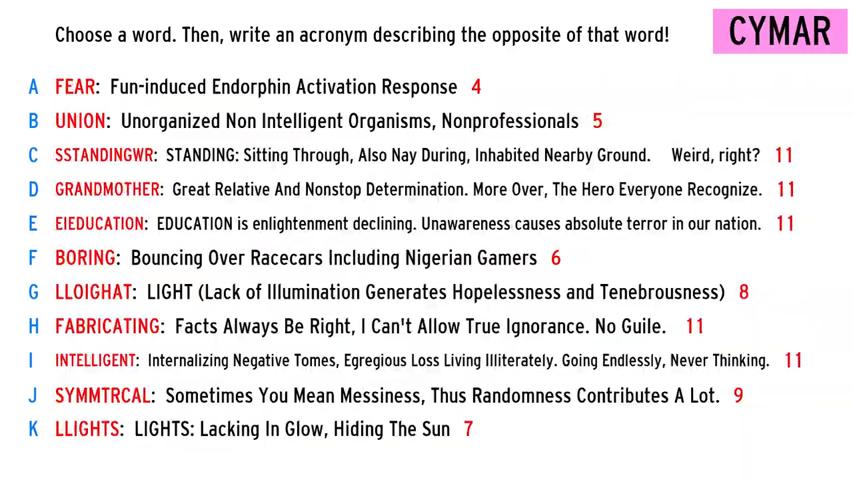 Choose a word. Then, write an acronym describing the opposite of that word!
CYMAR
A FEAR: Fun-induced Endorphin Activation Response 4
B UNION: Unorganized Non Intelligent Organisms, Nonprofessionals 5
C SSTANDINGWR: STANDING: Sitting Through, Also Nay During, Inhabited Nearby Ground. Weird, right? 11
D GRANDMOTHER: Great Relative And Nonstop Determination. More Over, The Hero Everyone Recognize. 11
E EIEDUCATION: EDUCATION is enlightenment declining. Unawareness causes absolute terror in our nation. 11
F BORING: Bouncing Over Racecars Including Nigerian Gamers 6
G LLOIGHAT: LIGHT (Lack of Illumination Generates Hopelessness and Tenebrousness) 8
H FABRICATING: Facts Always Be Right, I Can't Allow True Ignorance. No Guile. 11
I INTELLIGENT: Internalizing Negative Tomes, Egregious Loss Living Illiterately. Going Endlessly, Never Thinking. 11
J SYMMTRCAL: Sometimes You Mean Messiness, Thus Randomness Contributes A Lot. 9
K LLIGHTS: LIGHTS: Lacking In Glow, Hiding The Sun 7